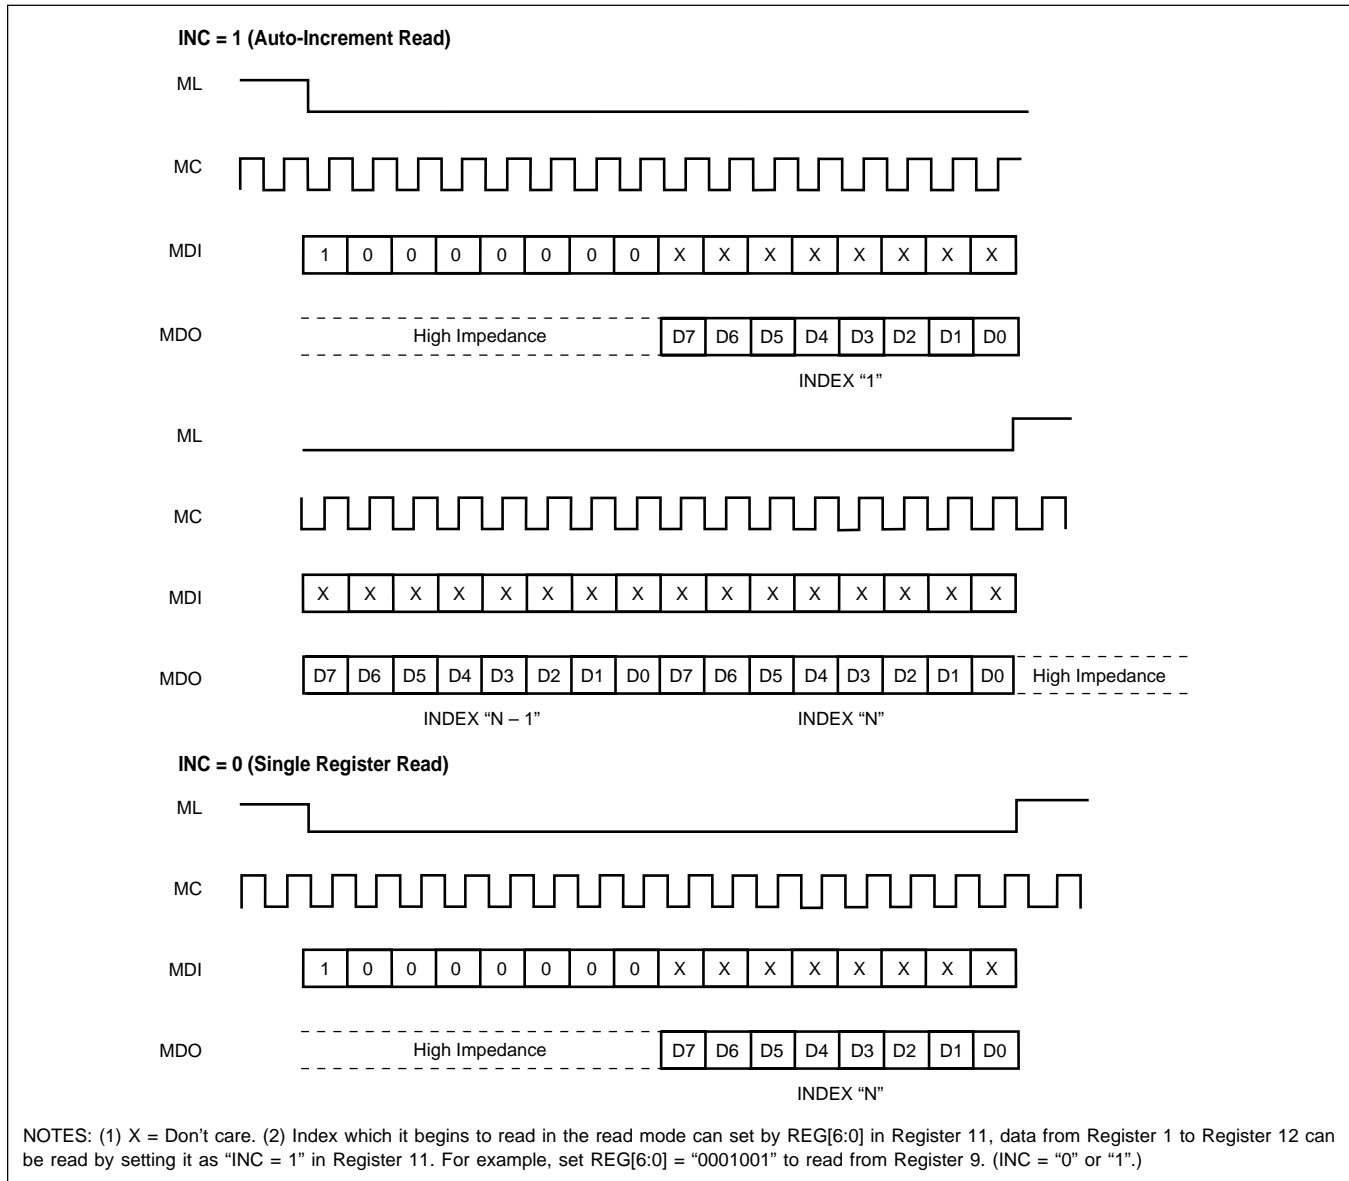 INC = 1 (Auto-Increment Read)
ML
MC
MDI 1 0 0 0 0 0 0 0 X X X X X X X X
MDO High Impedance D7 D6 D5 D4 D3 D2 D1 D0
INDEX “1”
ML
MC
MDI X X X X X X X X X X X X X X X X
MDO D7 D6 D5 D4 D3 D2 D1 D0 D7 D6 D5 D4 D3 D2 D1 D0 High Impedance
INDEX “N – 1” INDEX “N”
INC = 0 (Single Register Read)
ML
MC
MDI 1 0 0 0 0 0 0 0 X X X X X X X X
MDO High Impedance D7 D6 D5 D4 D3 D2 D1 D0
INDEX “N”
NOTES: (1) X = Don’t care. (2) Index which it begins to read in the read mode can set by REG[6:0] in Register 11, data from Register 1 to Register 12 can
be read by setting it as “INC = 1” in Register 11. For example, set REG[6:0] = “0001001” to read from Register 9. (INC = “0” or “1”.)